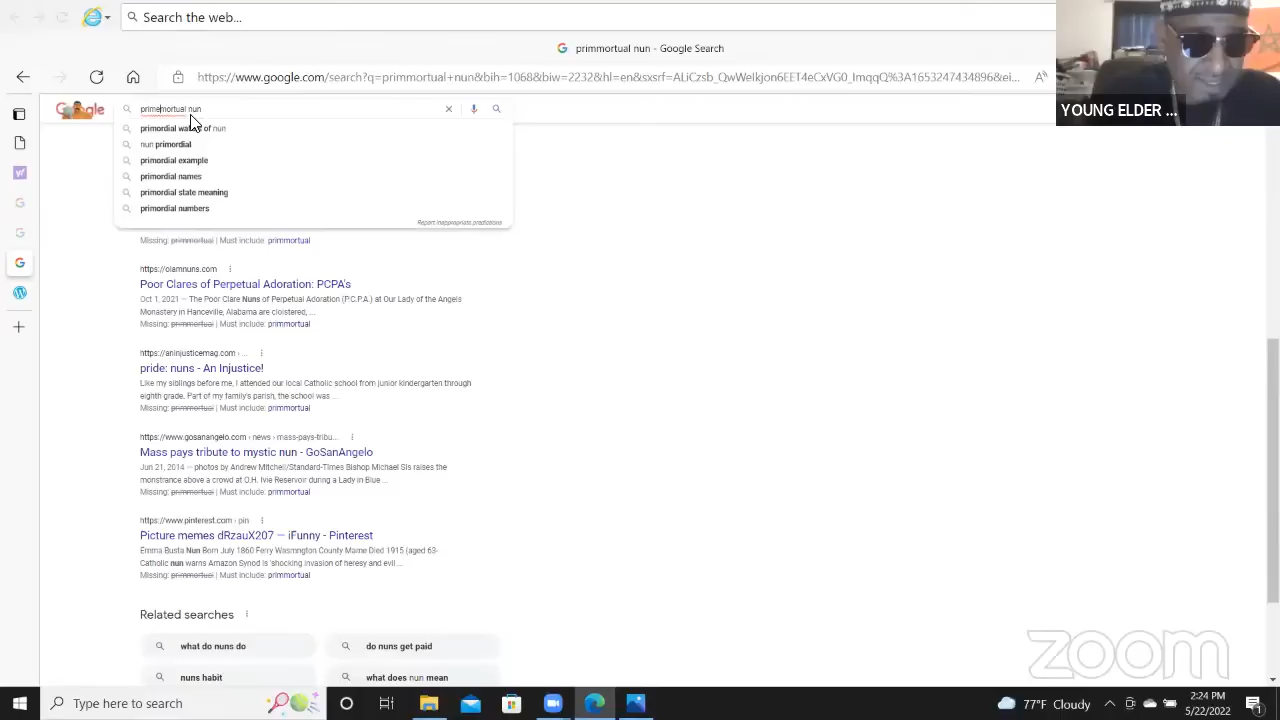 Search the web...
primmortual nun - Google Search
https://www.google.com/search?q=primmortual+nun&bih=1068&biw=2232&hl=en&sxsrf=ALiCzsb_QwWelkjon6EET4eCxVG0_ImqqQ%3A1653247434896&ei...
YOUNG ELDER ...
Google
primemortual nun
primordial waters of nun
nun primordial
primordial example
primordial names
primordial state meaning
primordial numbers
Report inappropriate predictions
Missing: primmortual | Must include: primmortual
https://olamnuns.com
Poor Clares of Perpetual Adoration: PCPA's
Oct 1, 2021 — The Poor Clare Nuns of Perpetual Adoration (P.C.P.A.) at Our Lady of the Angels
Monastery in Hanceville, Alabama are cloistered, ...
Missing: primmortual | Must include: primmortual
https://aninjusticemag.com › ...
pride: nuns - An Injustice!
Like my siblings before me, I attended our local Catholic school from junior kindergarten through
eighth grade. Part of my family's parish, the school was ...
Missing: primmortual | Must include: primmortual
https://www.gosanangelo.com › news › mass-pays-tribu...
Mass pays tribute to mystic nun - GoSanAngelo
Jun 21, 2014 — photos by Andrew Mitchell/Standard-Times Bishop Michael Sis raises the
monstrance above a crowd at O.H. Ivie Reservoir during a Lady in Blue ...
Missing: primmortual | Must include: primmortual
https://www.pinterest.com › pin
Picture memes dRzauX207 — iFunny - Pinterest
Emma Busta Nun Born July 1860 Ferry Washington County Maine Died 1915 (aged 63-
Catholic nun warns Amazon Synod is 'shocking invasion of heresy and evil ...
Missing: primmortual | Must include: primmortual
Related searches
what do nuns do
do nuns get paid
nuns habit
what does nun mean
zoom
Type here to search
77°F Cloudy
2:24 PM
5/22/2022
1